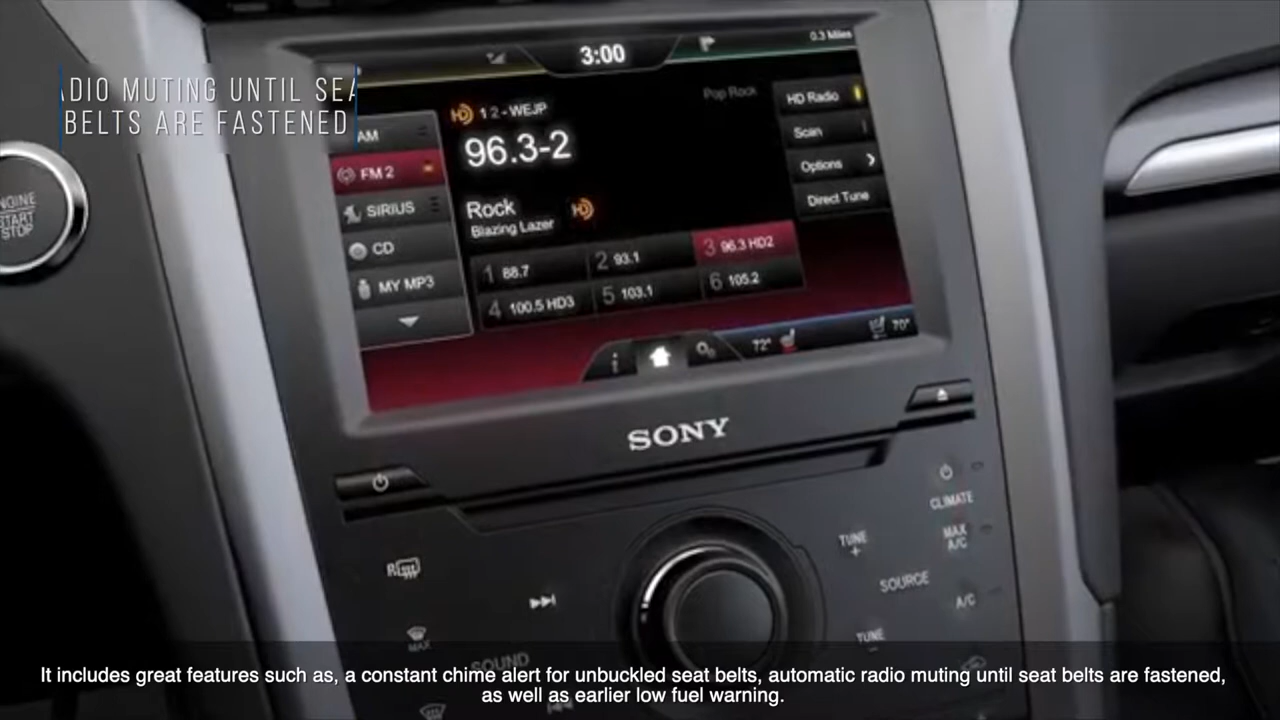 3:00
0.3 Miles
ADIO MUTING UNTIL SEA
BELTS ARE FASTENED
AM
FM 2
SIRIUS
CD
MY MP3
HD 1 2 - WEJP
Pop Rock
96.3-2
Rock
HD
Blazing Lazer
HD Radio
Scan
Options
Direct Tune
1 88.7
2 93.1
3 96.3 HD2
4 100.5 HD3
5 103.1
6 105.2
72°
70°
ENGINE
START
STOP
SONY
CLIMATE
MAX
A/C
TUNE
+
SOURCE
A/C
TUNE
-
R
MAX
SOUND
It includes great features such as, a constant chime alert for unbuckled seat belts, automatic radio muting until seat belts are fastened,
as well as earlier low fuel warning.